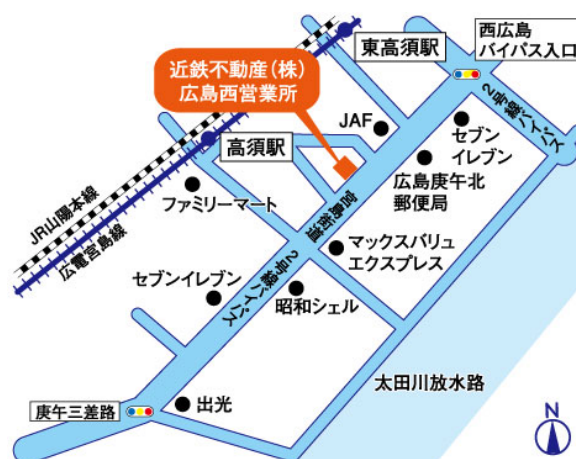 西広島
バイパス入口
東高須駅
近鉄不動産(株)
広島西営業所
2号線バイパス
JAF
セブン
イレブン
高須駅
広島庚午北
郵便局
JR山陽本線
広電宮島線
ファミリーマート
宮島街道
マックスバリュ
エクスプレス
セブンイレブン
2号線バイパス
昭和シェル
太田川放水路
庚午三差路
出光
N